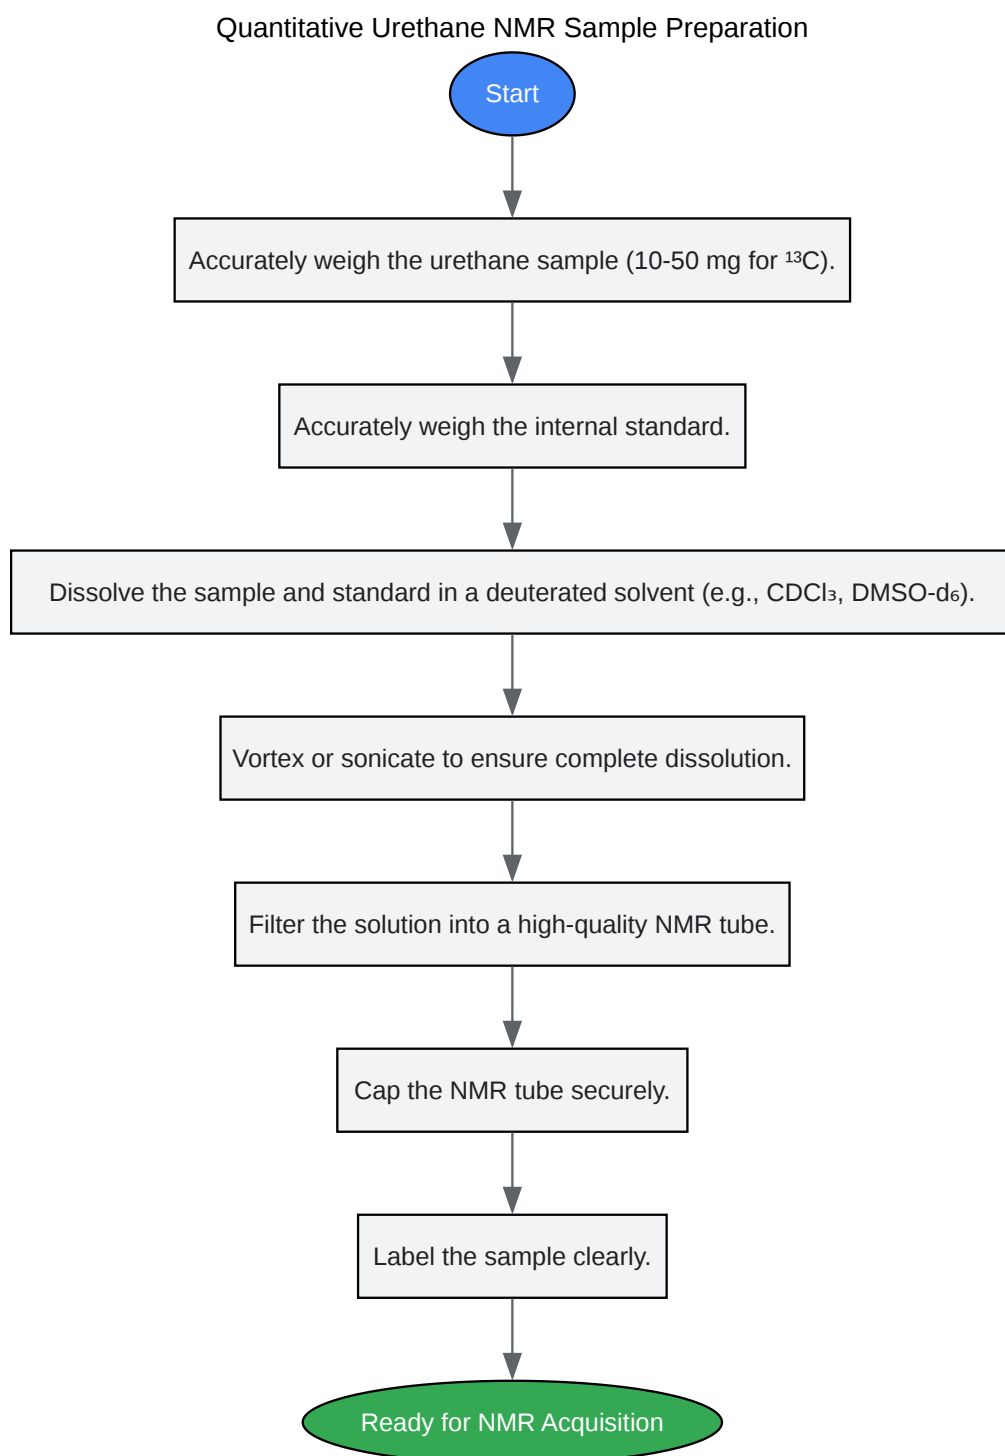 Quantitative Urethane NMR Sample Preparation
Start
Accurately weigh the urethane sample (10-50 mg for ¹³C).
Accurately weigh the internal standard.
Dissolve the sample and standard in a deuterated solvent (e.g., CDCl₃, DMSO-d₆).
Vortex or sonicate to ensure complete dissolution.
Filter the solution into a high-quality NMR tube.
Cap the NMR tube securely.
Label the sample clearly.
Ready for NMR Acquisition